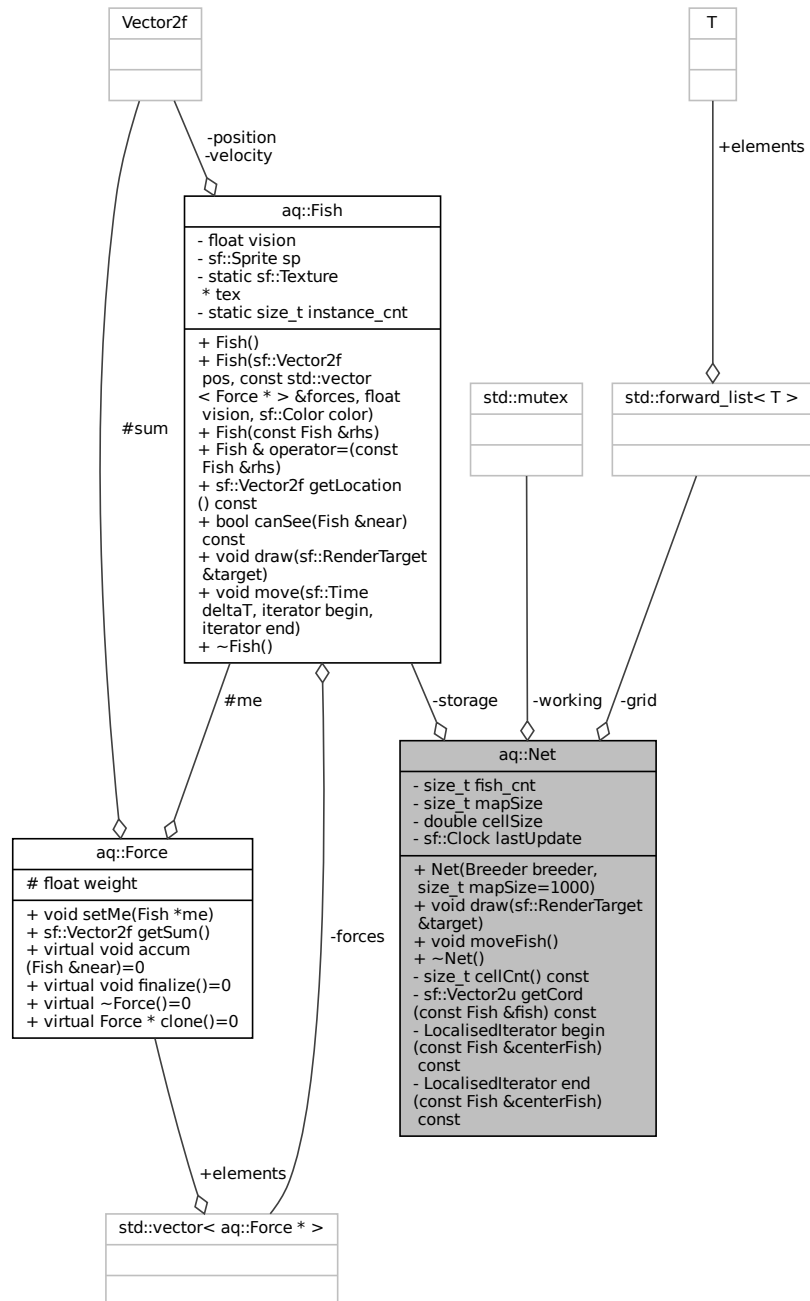 Vector2f
T
-position
-velocity
+elements
aq::Fish
- float vision
- sf::Sprite sp
- static sf::Texture
* tex
- static size_t instance_cnt
+ Fish()
+ Fish(sf::Vector2f
pos, const std::vector
< Force * > &forces, float
vision, sf::Color color)
+ Fish(const Fish &rhs)
+ Fish & operator=(const
Fish &rhs)
+ sf::Vector2f getLocation
() const
+ bool canSee(Fish &near)
const
+ void draw(sf::RenderTarget
&target)
+ void move(sf::Time
deltaT, iterator begin,
iterator end)
+ ~Fish()
std::mutex
std::forward_list< T >
#sum
#me
-storage
-working
-grid
aq::Net
- size_t fish_cnt
- size_t mapSize
- double cellSize
- sf::Clock lastUpdate
+ Net(Breeder breeder,
size_t mapSize=1000)
+ void draw(sf::RenderTarget
&target)
+ void moveFish()
+ ~Net()
- size_t cellCnt() const
- sf::Vector2u getCord
(const Fish &fish) const
- LocalisedIterator begin
(const Fish &centerFish)
const
- LocalisedIterator end
(const Fish &centerFish)
const
aq::Force
# float weight
+ void setMe(Fish *me)
+ sf::Vector2f getSum()
+ virtual void accum
(Fish &near)=0
+ virtual void finalize()=0
+ virtual ~Force()=0
+ virtual Force * clone()=0
-forces
+elements
std::vector< aq::Force * >